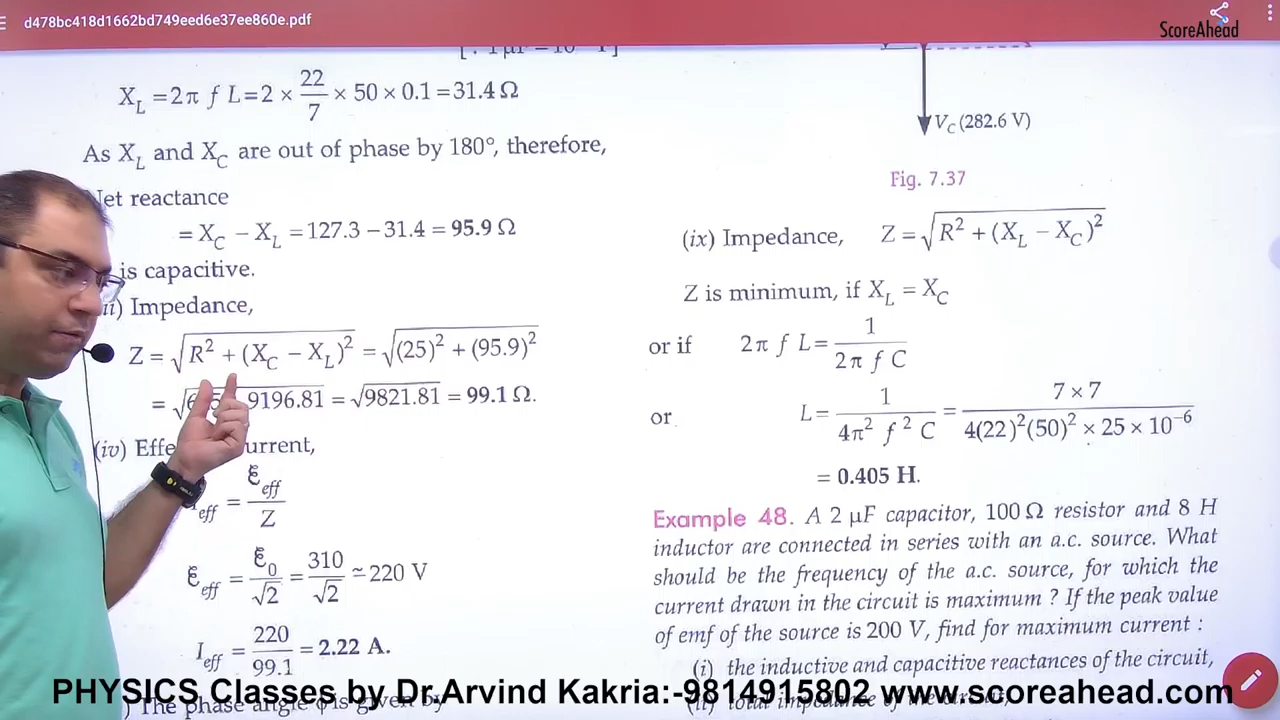 d478bc418d1662bd749eed6e37ee860e.pdf
ScoreAhead
X_L = 2π f L = 2 × 22/7 × 50 × 0.1 = 31.4 Ω
As X_L and X_C are out of phase by 180°, therefore,
Net reactance
= X_C − X_L = 127.3 − 31.4 = 95.9 Ω
is capacitive.
Impedance,
Z = √(R² + (X_C − X_L)²) = √((25)² + (95.9)²)
9196.81 = √9821.81 = 99.1 Ω.
(iv)
eff = ℰ_eff / Z
ℰ_eff = ℰ₀/√2 = 310/√2 ≃ 220 V
I_eff = 220/99.1 = 2.22 A.
The phase angle φ is given by
V_C (282.6 V)
Fig. 7.37
(ix) Impedance, Z = √(R² + (X_L − X_C)²)
Z is minimum, if X_L = X_C
or if 2π f L = 1/(2π f C)
or L = 1/(4π² f² C) = (7 × 7)/(4(22)²(50)² × 25 × 10⁻⁶)
= 0.405 H.
Example 48. A 2 μF capacitor, 100 Ω resistor and 8 H
inductor are connected in series with an a.c. source. What
should be the frequency of the a.c. source, for which the
current drawn in the circuit is maximum ? If the peak value
of emf of the source is 200 V, find for maximum current :
(i) the inductive and capacitive reactances of the circuit,
PHYSICS Classes by Dr.Arvind Kakria:-9814915802 www.scoreahead.com